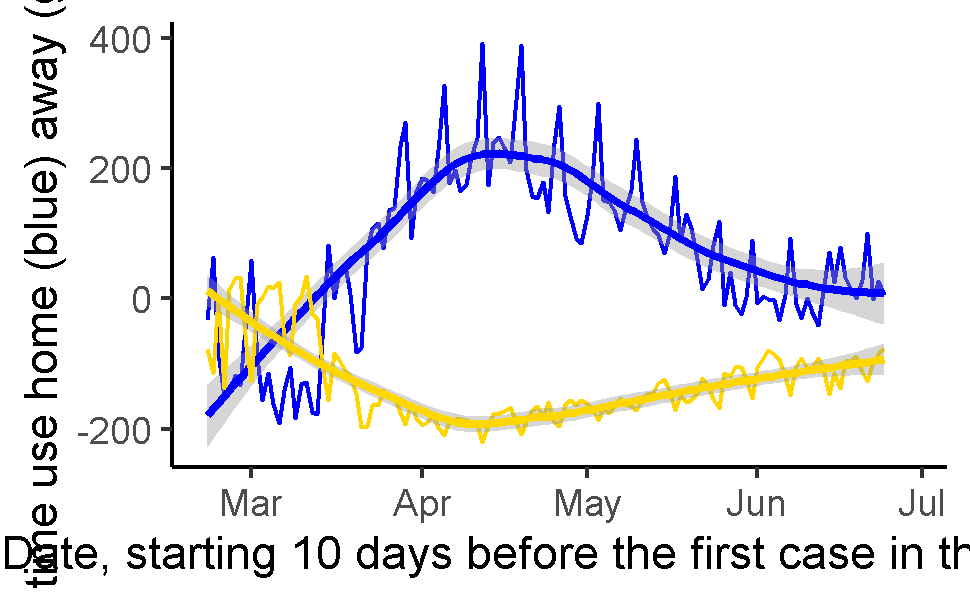 time use home (blue) away (
400
200
0
-200
Mar Apr May Jun Jul
Date, starting 10 days before the first case in th